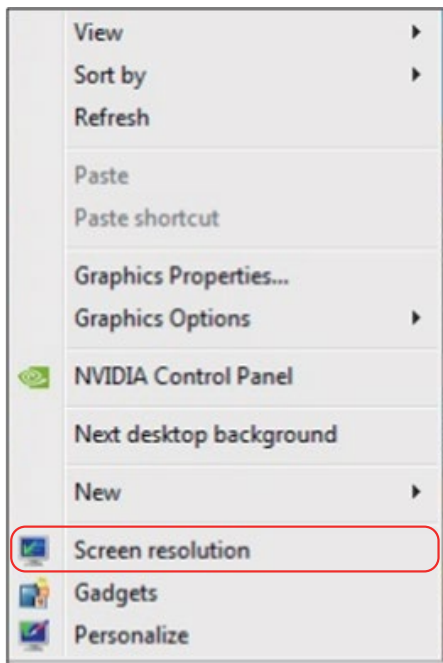 View
Sort by
Refresh
Paste
Paste shortcut
Graphics Properties...
Graphics Options
NVIDIA Control Panel
Next desktop background
New
Screen resolution
Gadgets
Personalize